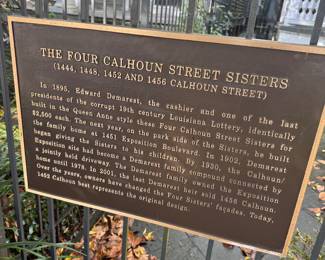 THE FOUR CALHOUN STREET SISTERS
(1444, 1448, 1452 AND 1456 CALHOUN STREET)
In 1895, Edward Demarest, the cashier and one of the last
presidents of the corrupt 19th century Louisiana Lottery, identically
built in the Queen Anne style these Four Calhoun Street Sisters for
$2,500 each. The next year, on the park side of the Sisters, he built
the family home at 1451 Exposition Boulevard. In 1902, Demarest
began giving the Sisters to his children. By 1930, the Calhoun/
Exposition site had become a Demarest family compound connected by
a jointly held driveway. The Demarest family owned the Exposition
home until 1978. In 2001, the last Demarest heir sold 1456 Calhoun.
Over the years, owners have changed the Four Sisters' façades. Today,
1452 Calhoun best represents the original design.